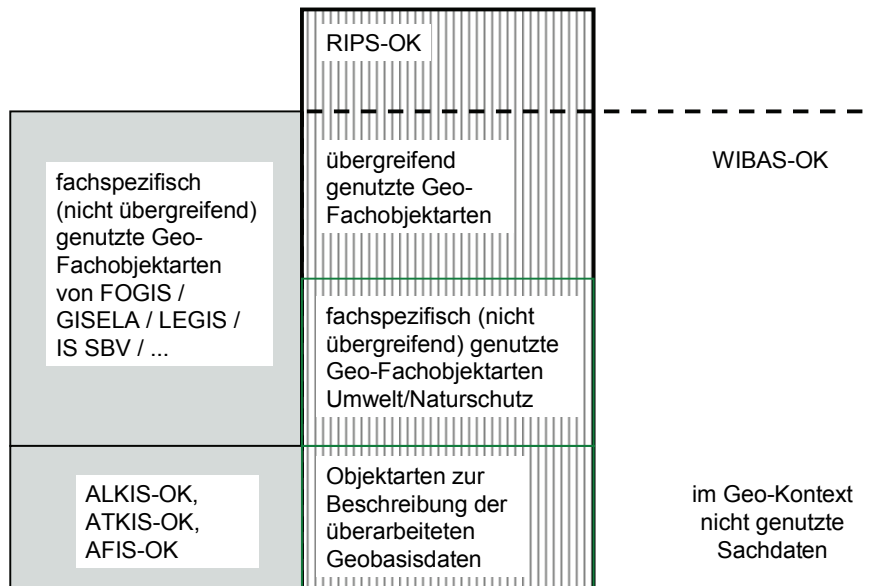 RIPS-OK
übergreifend
genutzte Geo-
Fachobjektarten
WIBAS-OK
fachspezifisch
(nicht übergreifend)
genutzte Geo-
Fachobjektarten
von FOGIS /
GISELA / LEGIS /
IS SBV / ...
fachspezifisch (nicht
übergreifend) genutzte
Geo-Fachobjektarten
Umwelt/Naturschutz
ALKIS-OK,
ATKIS-OK,
AFIS-OK
Objektarten zur
Beschreibung der
überarbeiteten
Geobasisdaten
im Geo-Kontext
nicht genutzte
Sachdaten